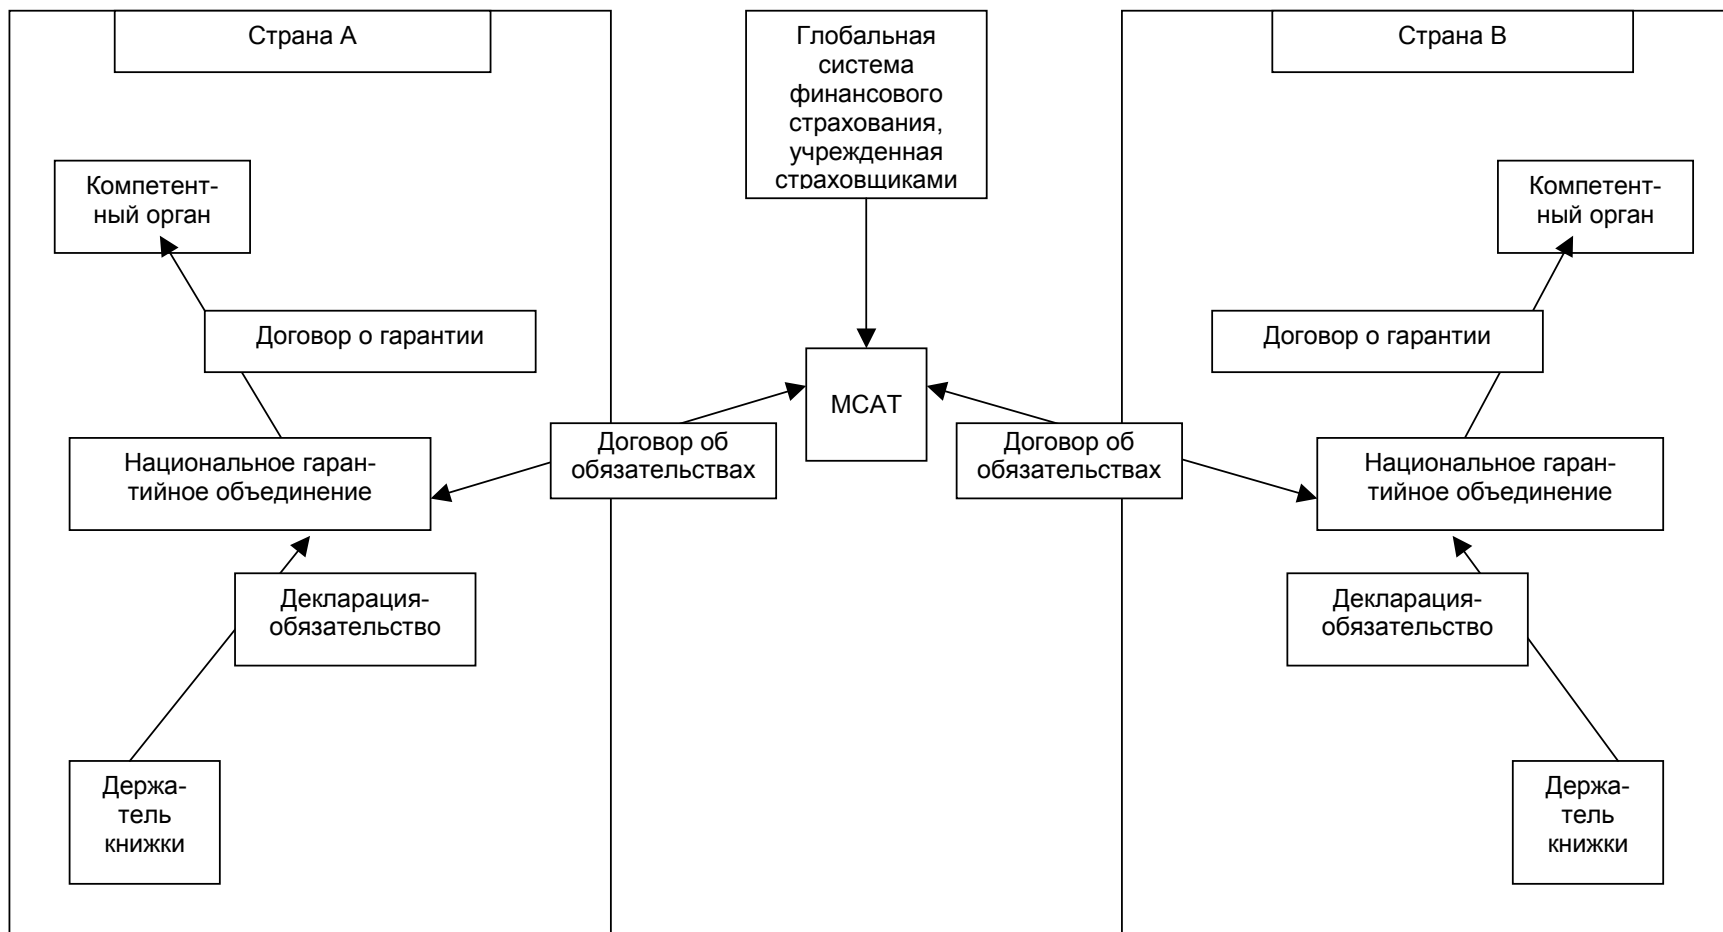 Страна А
Глобальная
система
финансового
страхования,
учрежденная
страховщиками
Страна В
Компетент-
ный орган
Компетент-
ный орган
Договор о гарантии
Договор о гарантии
МСАТ
Договор об
обязательствах
Договор об
обязательствах
Национальное гаран-
тийное объединение
Национальное гаран-
тийное объединение
Декларация-
обязательство
Декларация-
обязательство
Держа-
тель
книжки
Держа-
тель
книжки